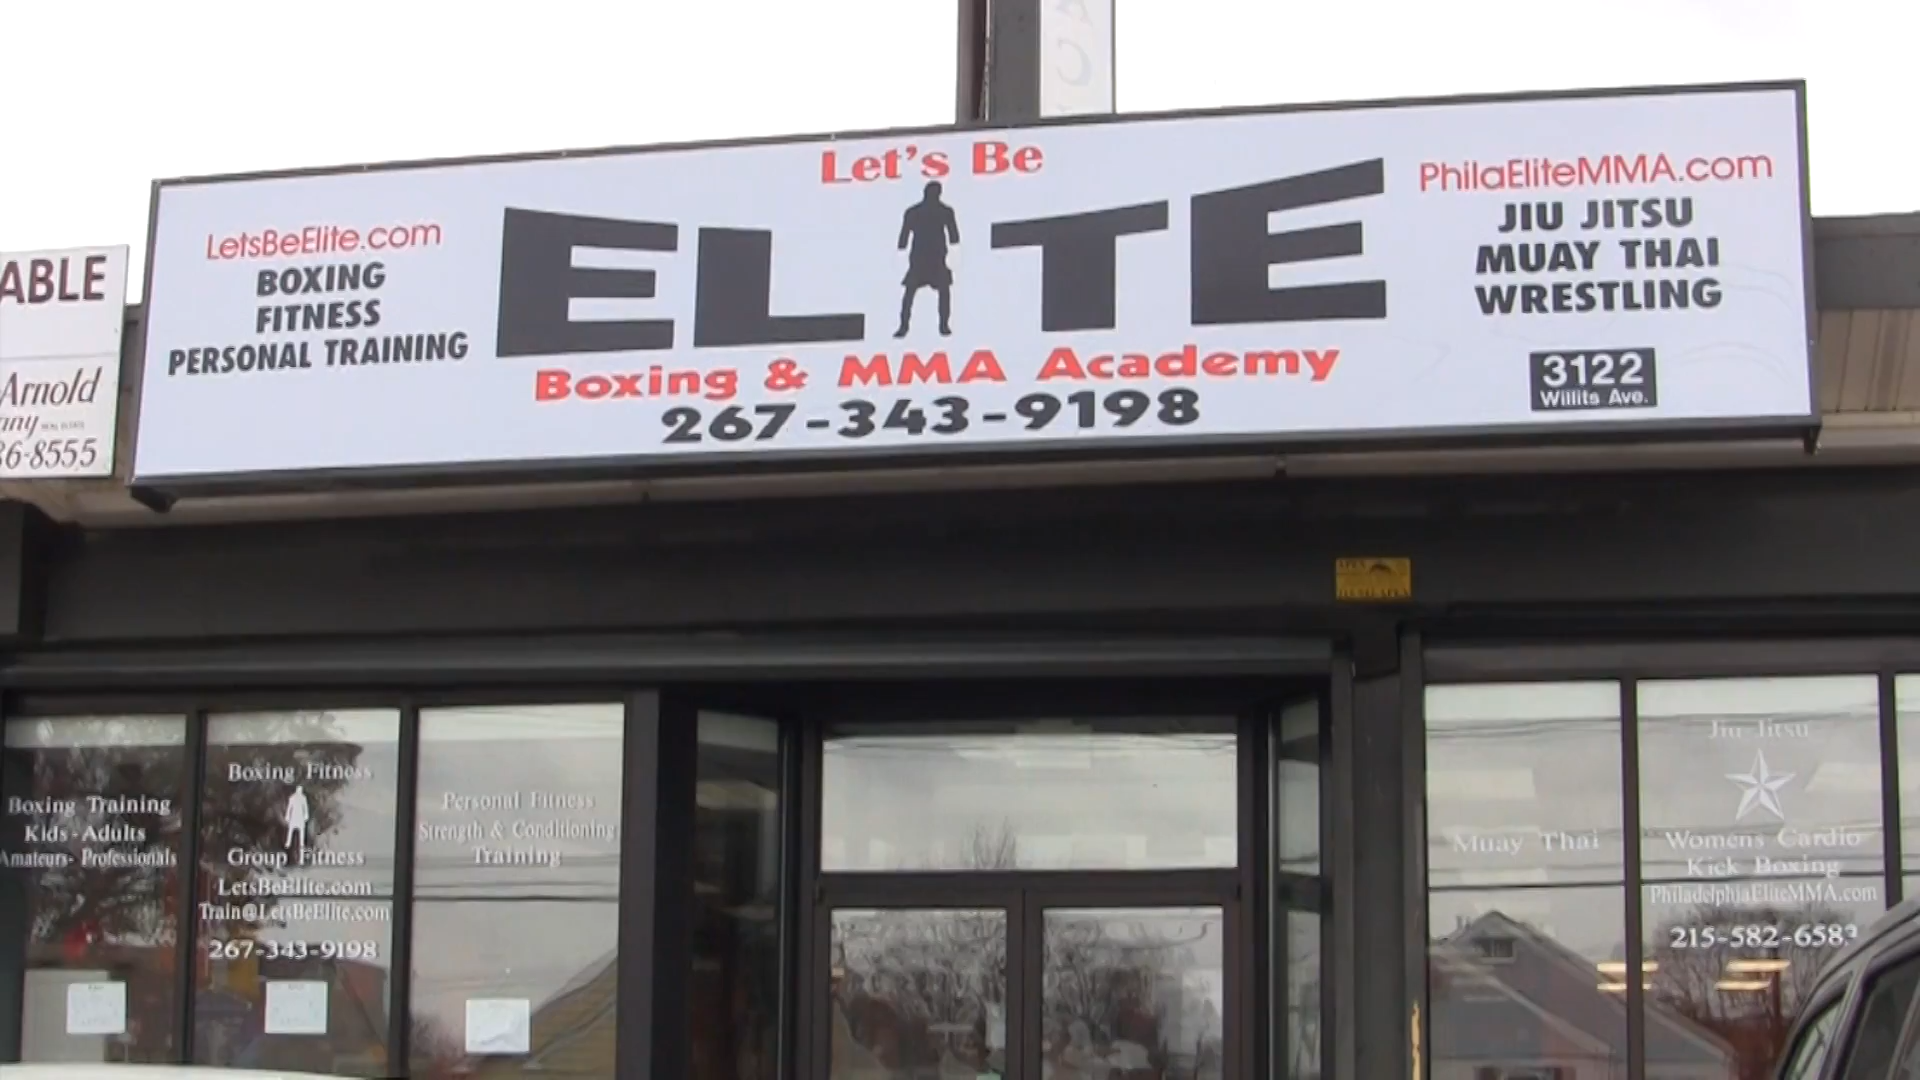 Let's Be
ELITE
Boxing & MMA Academy
267-343-9198
LetsBeElite.com
BOXING
FITNESS
PERSONAL TRAINING
PhilaEliteMMA.com
JIU JITSU
MUAY THAI
WRESTLING
3122
Willits Ave.
ABLE
Arnold
86-8555
Boxing Training
Kids - Adults
Amateurs- Professionals
Boxing Fitness
Group Fitness
LetsBeElite.com
Train@LetsBeElite.com
267-343-9198
Personal Fitness
Strength & Conditioning
Training
Muay Thai
Jiu Jitsu
Womens Cardio
Kick Boxing
PhiladelphiaEliteMMA.com
215-582-6583